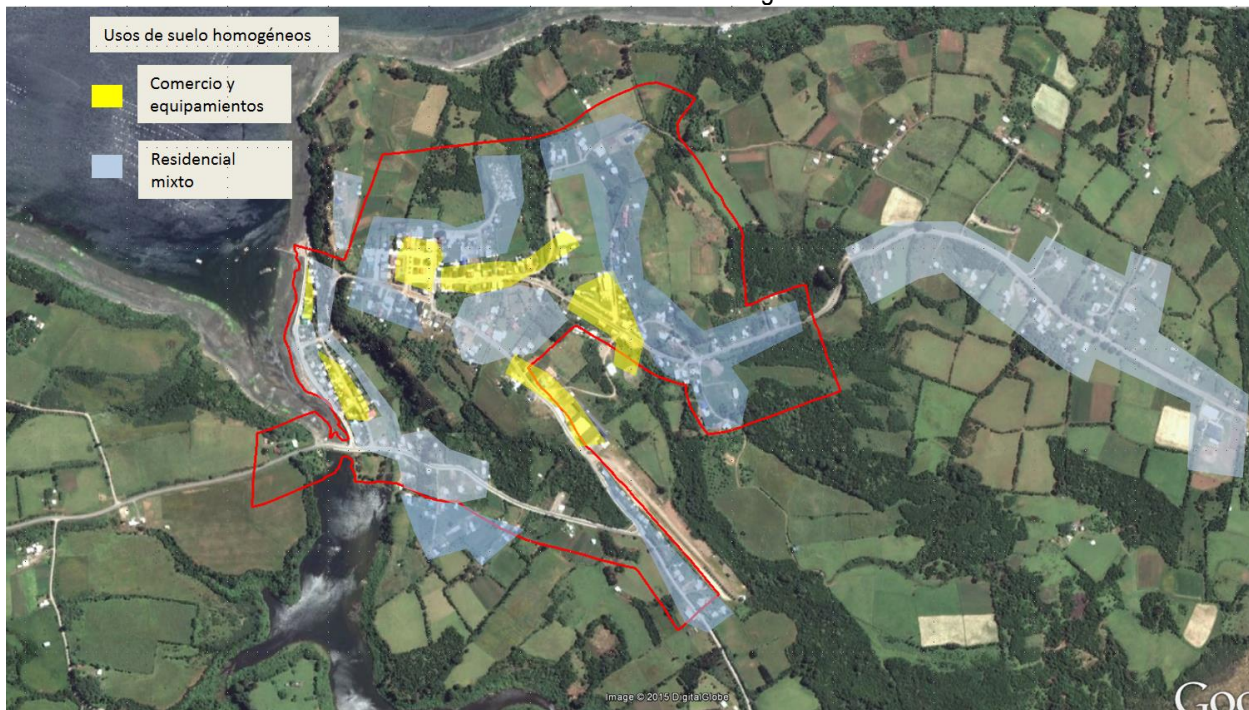 Usos de suelo homogéneos
Comercio y
equipamientos
Residencial
mixto
Image © 2015 DigitalGlobe